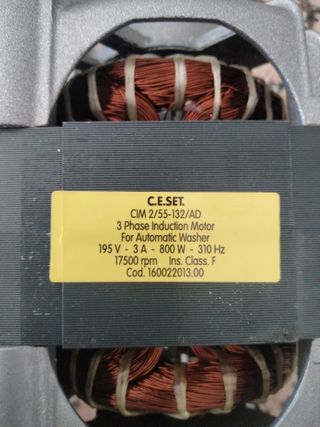 C.E.SET.
CIM 2/55-132/AD
3 Phase Induction Motor
For Automatic Washer
195 V - 3 A - 800 W - 310 Hz
17500 rpm Ins. Class. F
Cod. 160022013.00